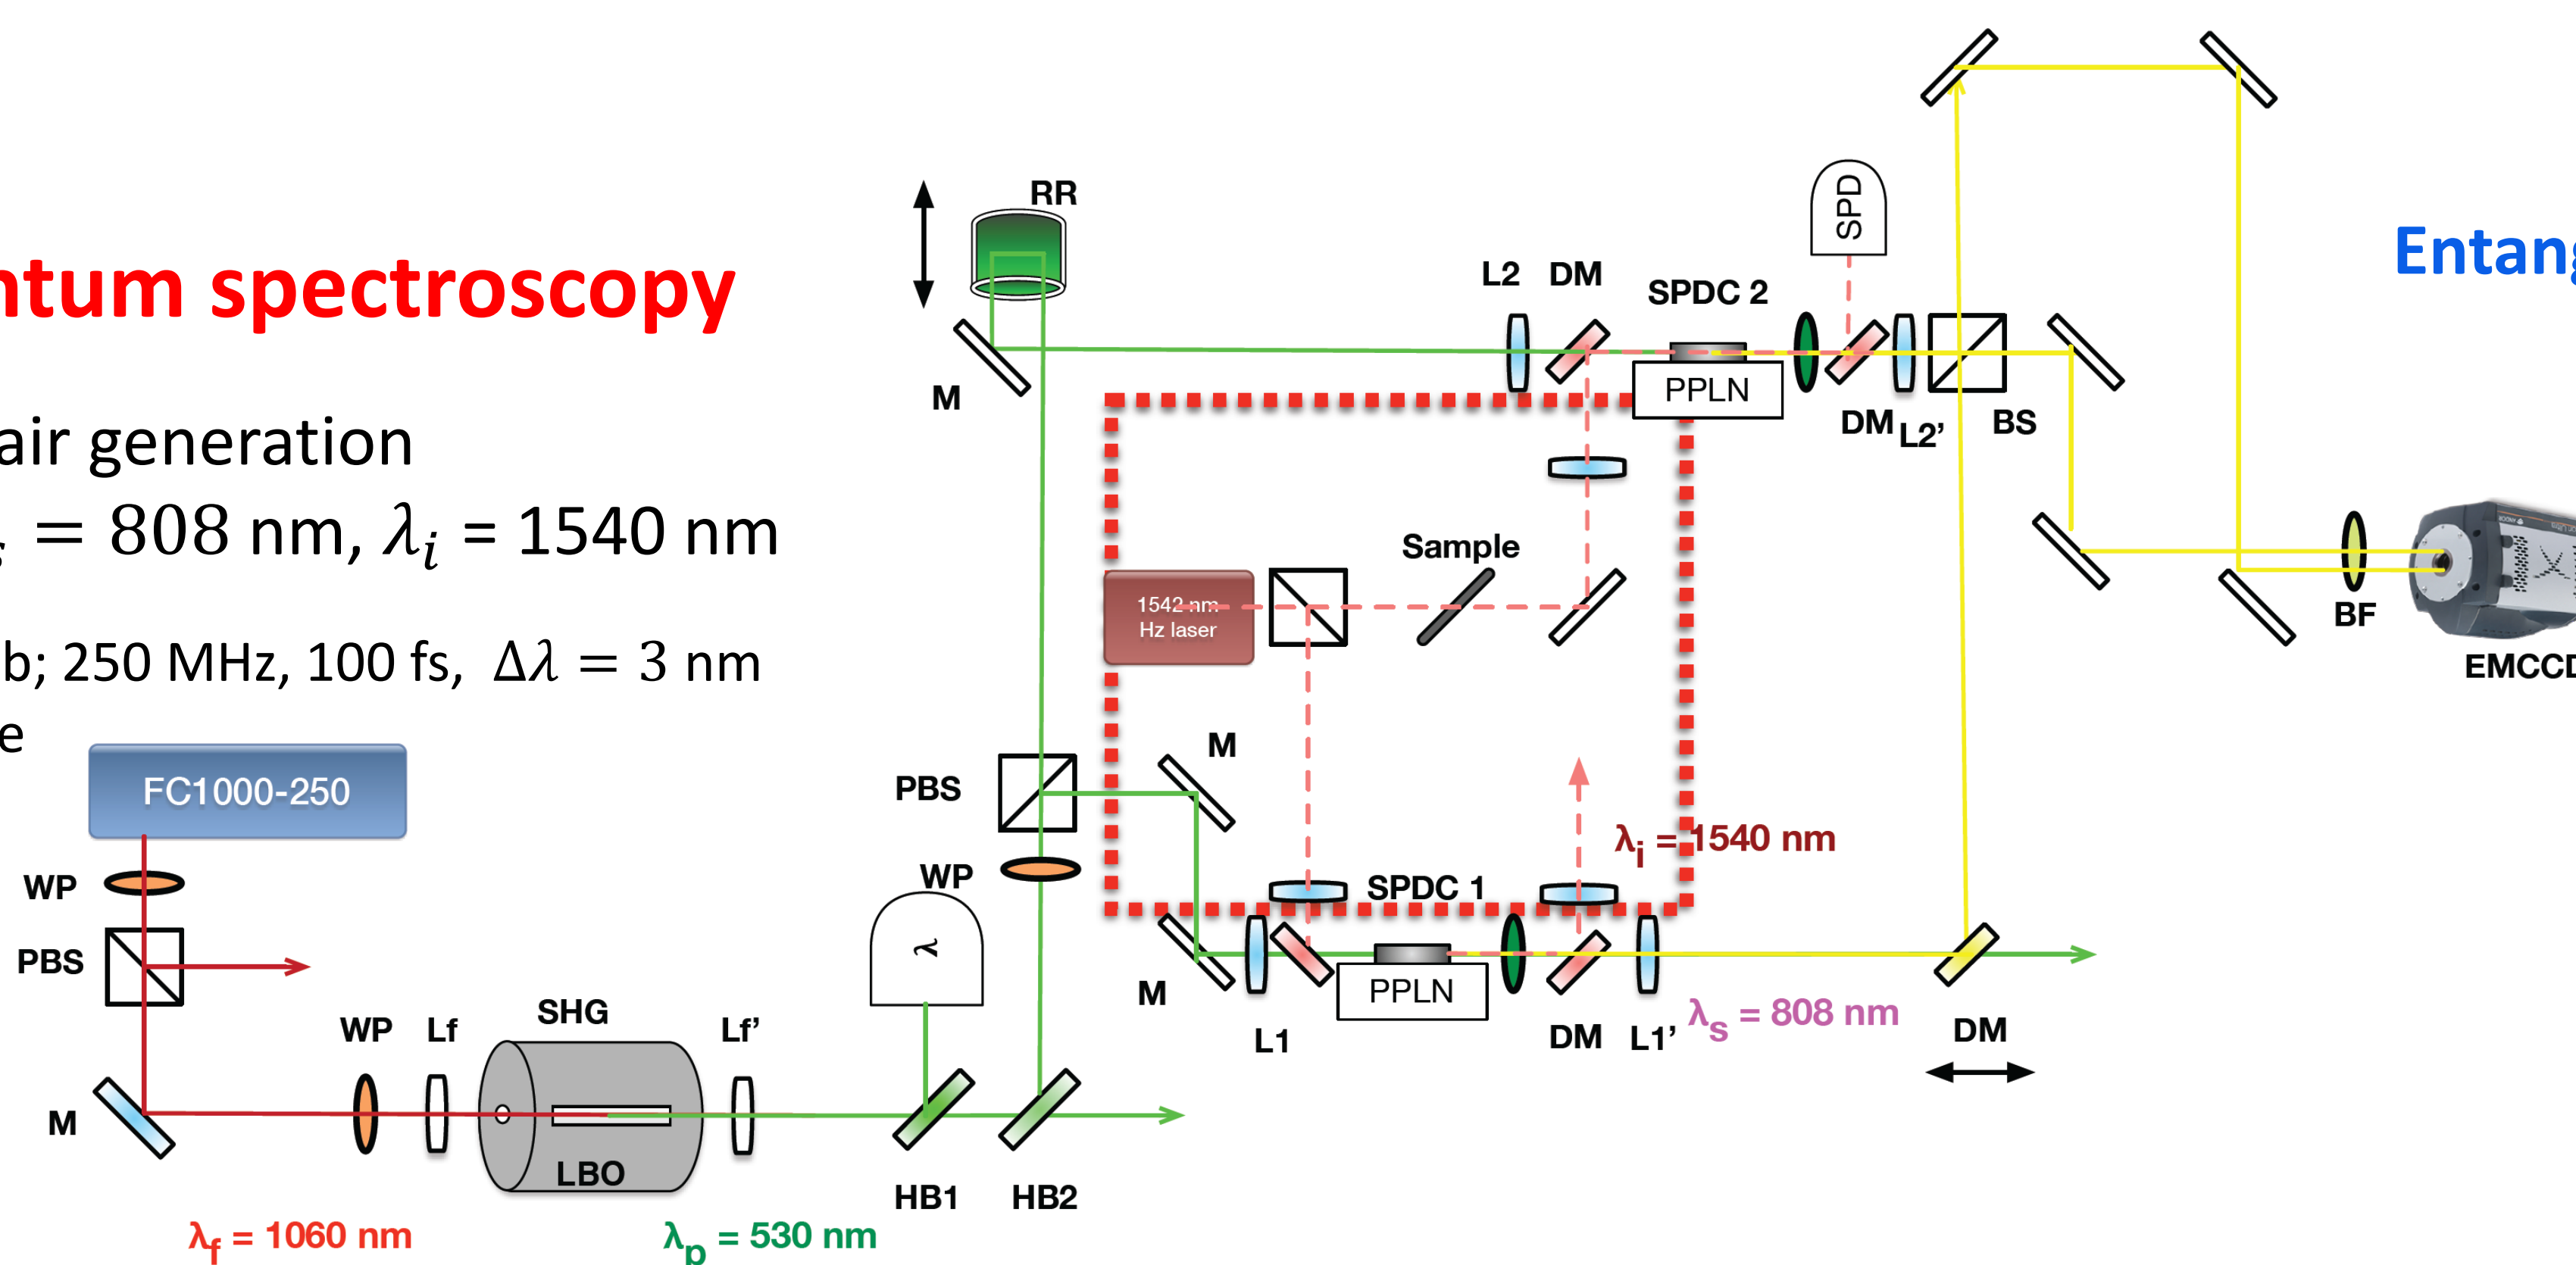 ntum spectroscopy
Entang
air generation
s = 808 nm, λi = 1540 nm
b; 250 MHz, 100 fs, Δλ = 3 nm
e
FC1000-250
WP
PBS
M
WP
Lf
SHG
LBO
Lf’
λf = 1060 nm
λp = 530 nm
λ
HB1
HB2
WP
PBS
M
RR
M
L2
DM
SPDC 2
PPLN
SPD
DM
L2’
BS
Sample
1542 nm
Hz laser
BF
EMCCD
M
L1
SPDC 1
PPLN
λi = 1540 nm
DM
L1’
λs = 808 nm
DM